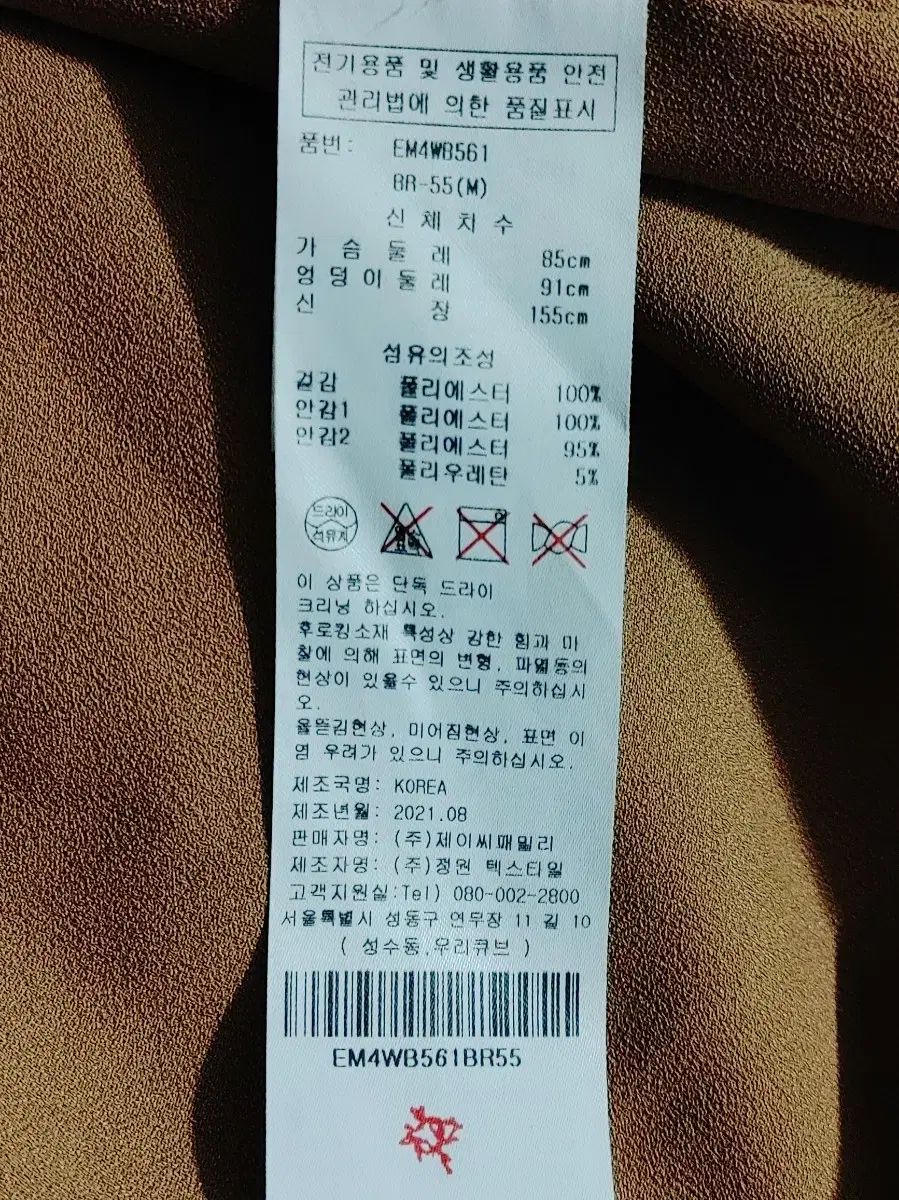 전기용품 및 생활용품 안전
관리법에 의한 품질표시
품번: EM4WB561
BR-55(M)
신 체 치 수
가 슴 둘 레 85cm
엉 덩 이 둘 레 91cm
신 장 155cm
섬유의조성
겉감 폴리에스터 100%
안감1 폴리에스터 100%
안감2 폴리에스터 95%
폴리우레탄 5%
드라이
석유계
이 상품은 단독 드라이
크리닝 하십시오.
후로킹소재 특성상 강한 힘과 마
찰에 의해 표면의 변형, 파열등의
현상이 있을수 있으니 주의하십시
오.
올뜯김현상, 미어짐현상, 표면 이
염 우려가 있으니 주의하십시오.
제조국명: KOREA
제조년월: 2021.08
판매자명: (주)제이씨패밀리
제조자명: (주)정원 텍스타일
고객지원실:Tel) 080-002-2800
서울특별시 성동구 연무장 11 길 10
( 성수동,우리큐브 )
EM4WB561BR55